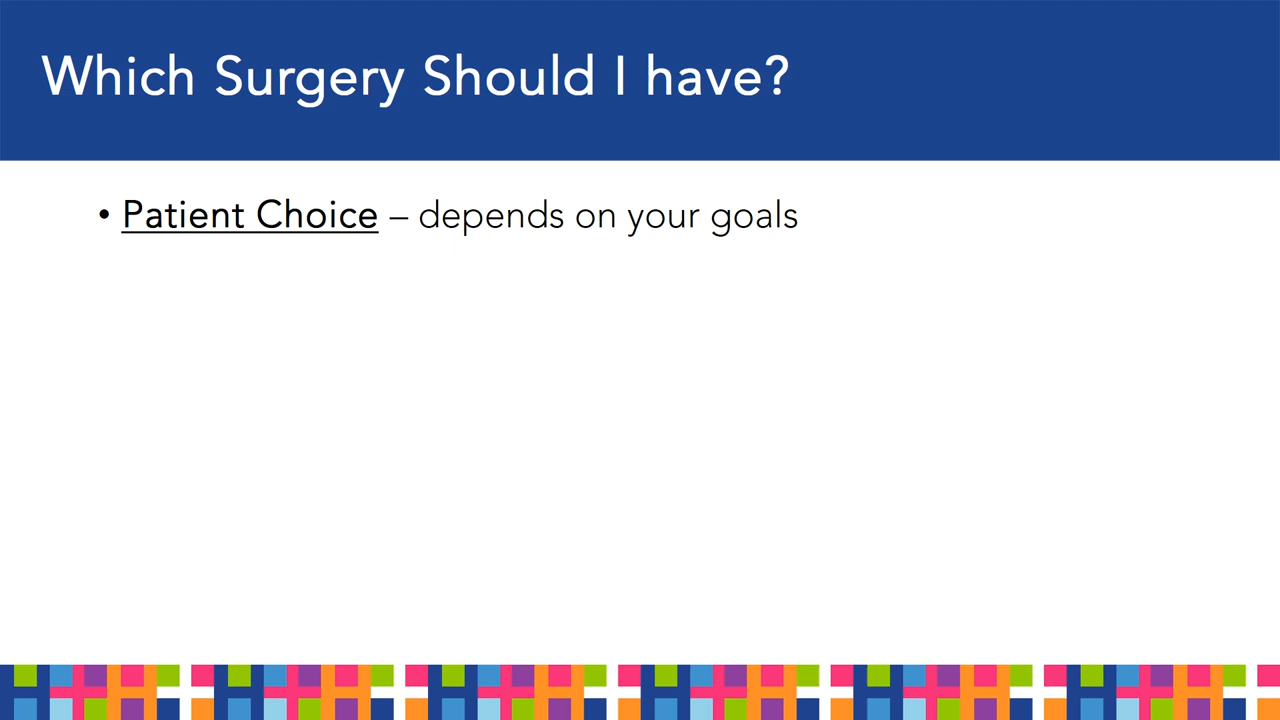 Which Surgery Should I have?
• Patient Choice – depends on your goals